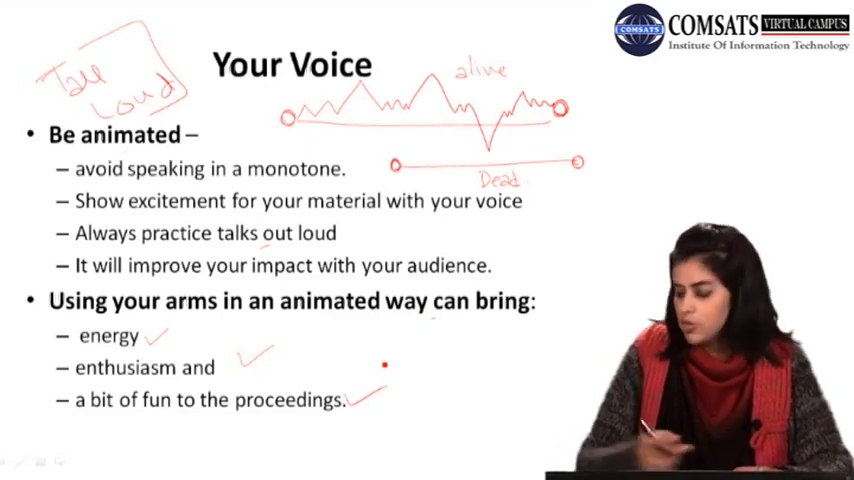 COMSATS VIRTUAL CAMPUS
Institute Of Information Technology
Your Voice
alive
Talk
Loud
Dead
• Be animated –
– avoid speaking in a monotone.
– Show excitement for your material with your voice
– Always practice talks out loud
– It will improve your impact with your audience.
• Using your arms in an animated way can bring:
– energy
– enthusiasm and
– a bit of fun to the proceedings.